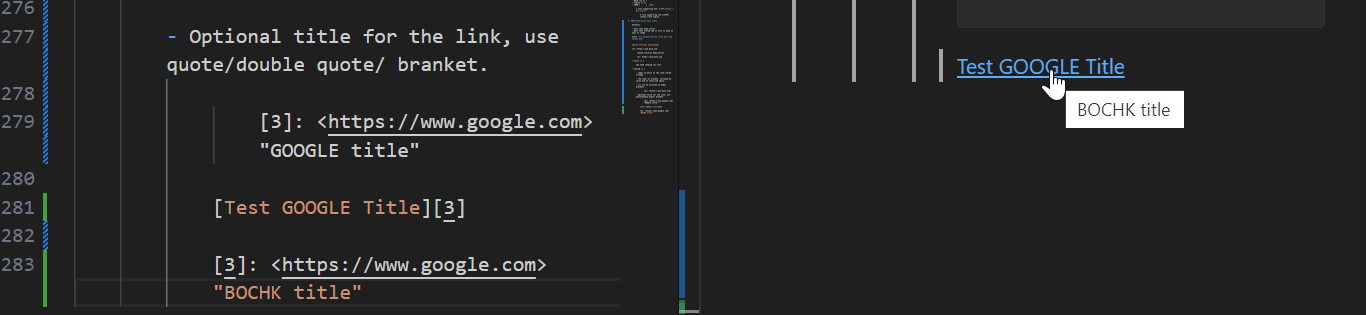 276
277 - Optional title for the link, use
quote/double quote/ branket.
278
279 [3]: <https://www.google.com>
"GOOGLE title"
280
281 [Test GOOGLE Title][3]
282
283 [3]: <https://www.google.com>
"BOCHK title"
Test GOOGLE Title
BOCHK title